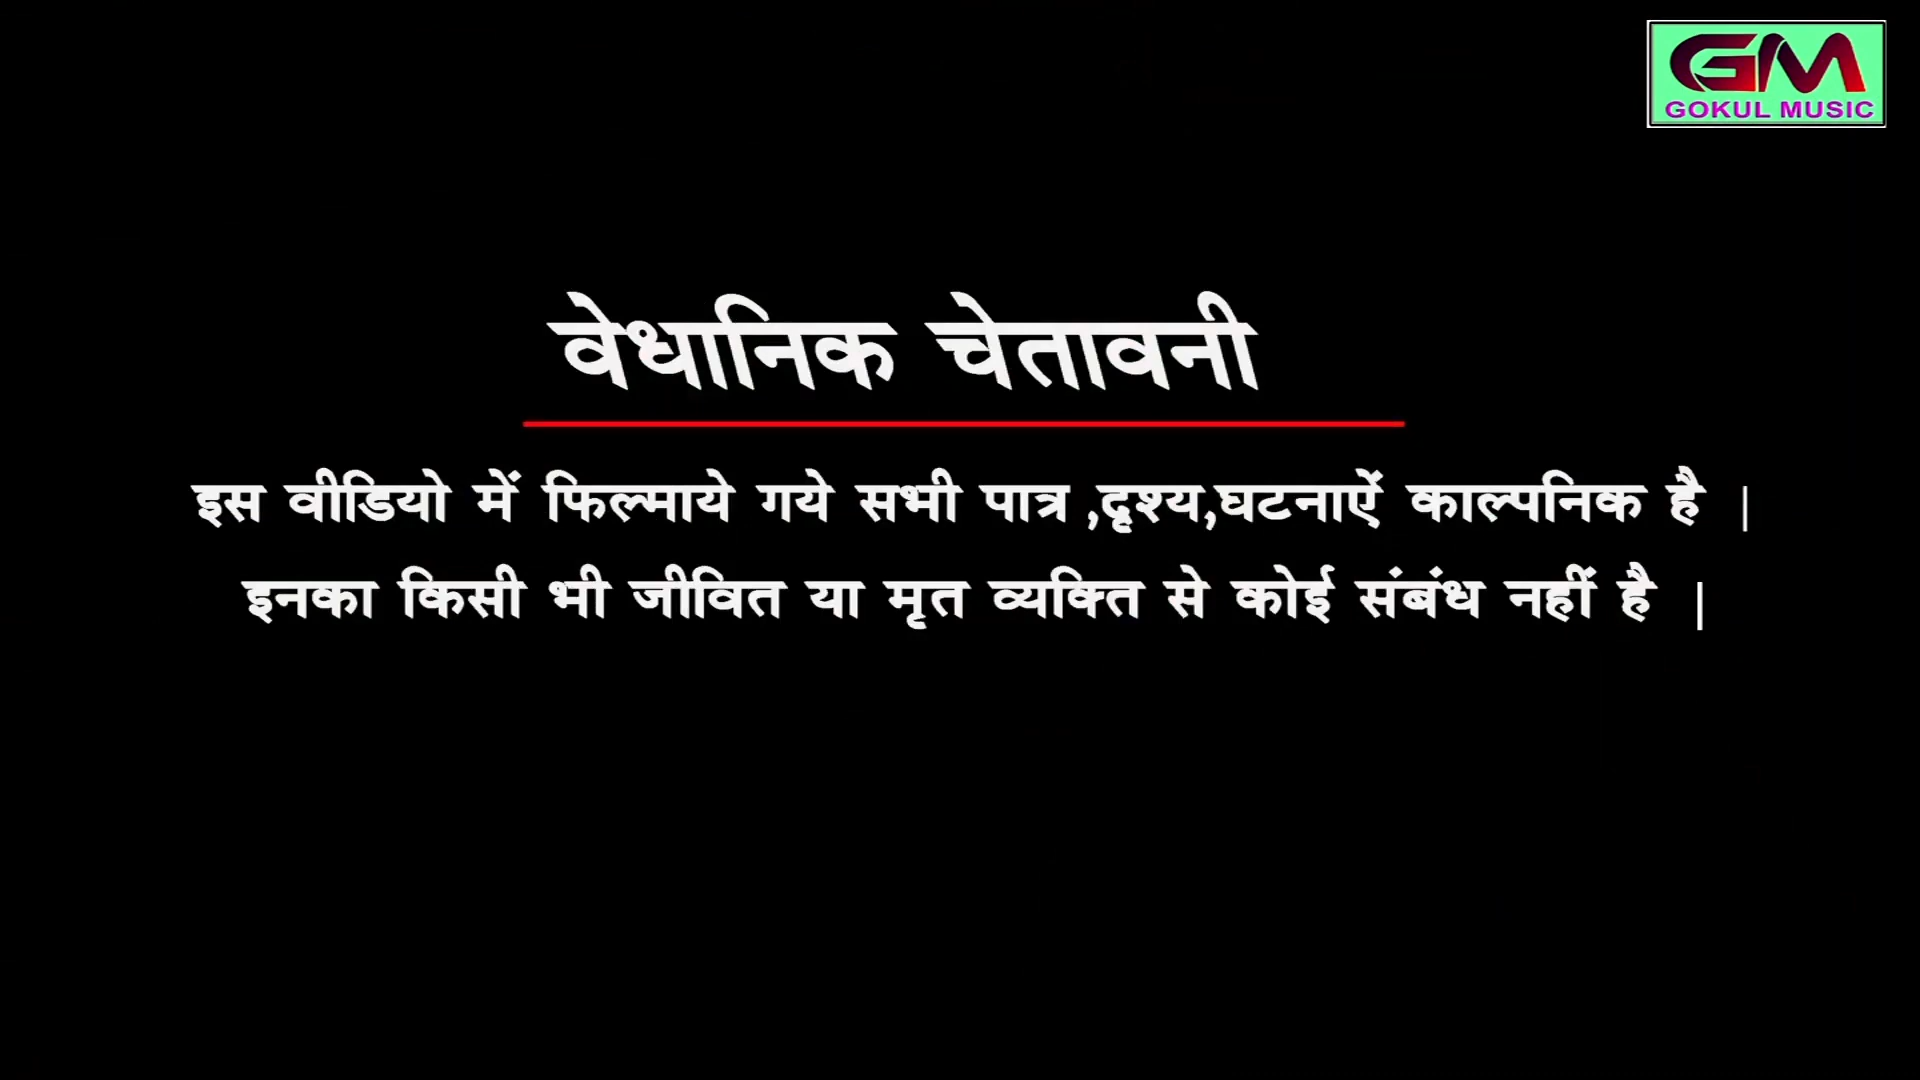 GM
GOKUL MUSIC
वेधानिक चेतावनी
इस वीडियो में फिल्माये गये सभी पात्र ,दृश्य,घटनाऐं काल्पनिक है |
इनका किसी भी जीवित या मृत व्यक्ति से कोई संबंध नहीं है |